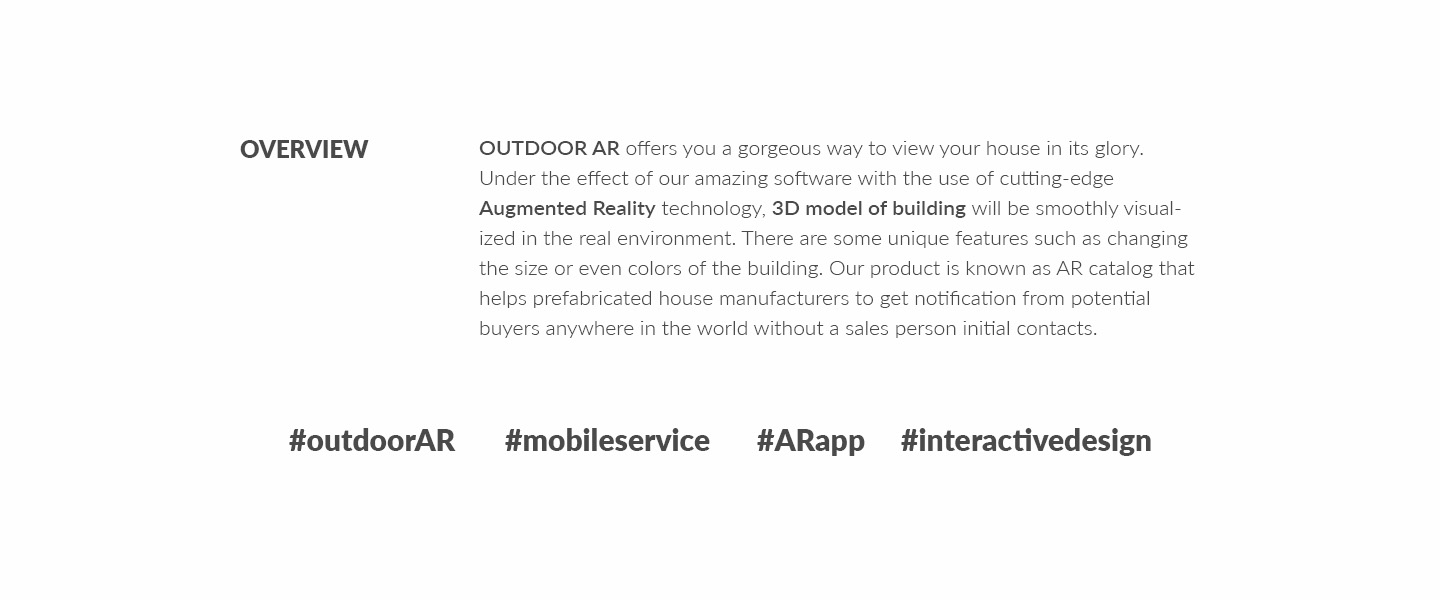 OVERVIEW
OUTDOOR AR offers you a gorgeous way to view your house in its glory.
Under the effect of our amazing software with the use of cutting-edge
Augmented Reality technology, 3D model of building will be smoothly visual-
ized in the real environment. There are some unique features such as changing
the size or even colors of the building. Our product is known as AR catalog that
helps prefabricated house manufacturers to get notification from potential
buyers anywhere in the world without a sales person initial contacts.
#outdoorAR #mobileservice #ARapp #interactivedesign